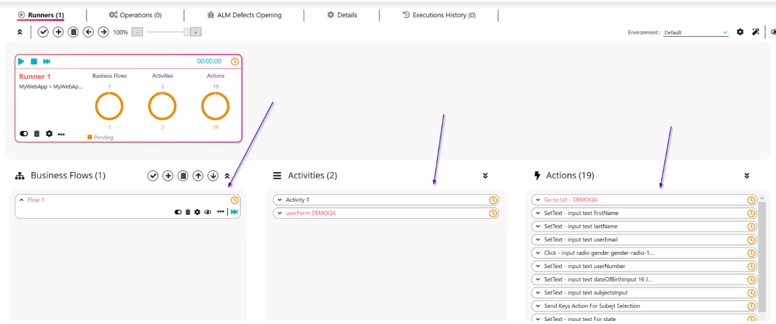 Runners (1) Operations (0) ALM Defects Opening Details Executions History (0)
100% Environment : Default
00:00:00
Runner 1 Business Flows Activities Actions
MyWebApp > MyWebAp... 1 2 19
1 2 19
Pending
Business Flows (1) Activities (2) Actions (19)
Flow 1 Activity 1 Go to Url - DEMOQA
userForm DEMOQA SetText - input text firstName
SetText - input text lastName
SetText - input text userEmail
Click - input radio gender gender-radio-1...
SetText - input text userNumber
SetText - input text dateOfBirthInput 16 J...
SetText - input text subjectsInput
Send Keys Action For Subejt Selection
SetText - input text For state